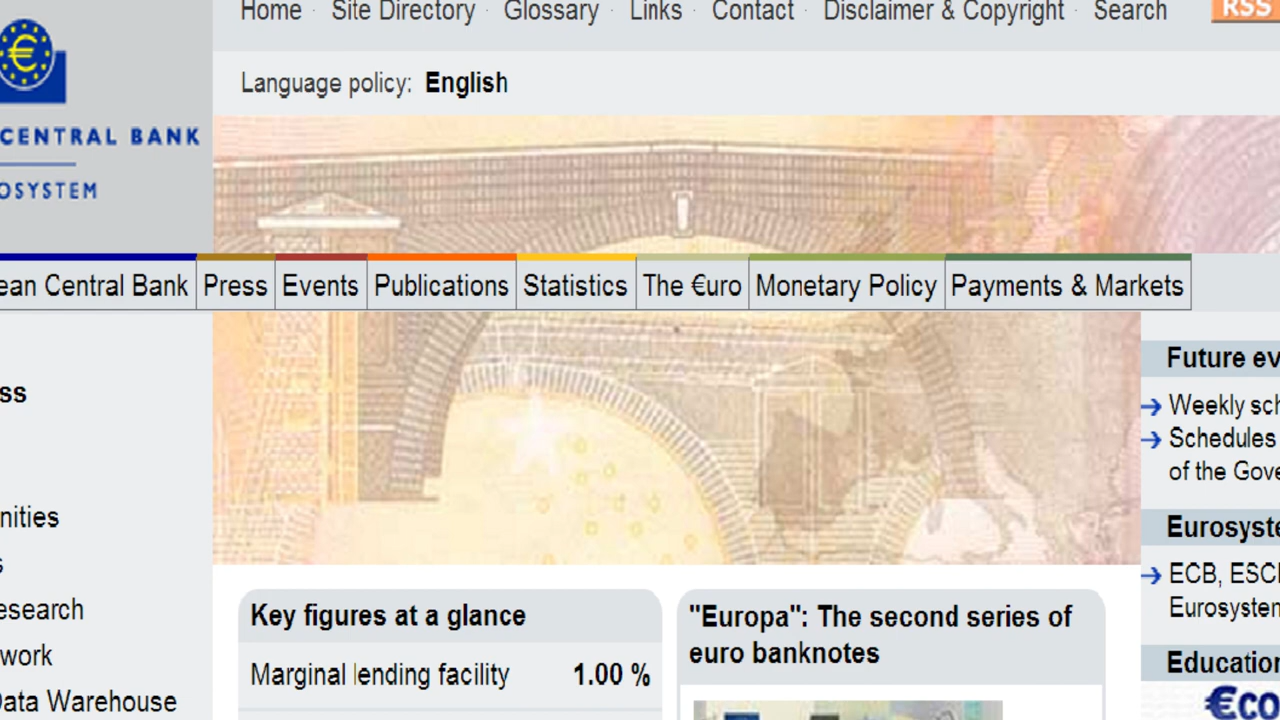 Home · Site Directory · Glossary · Links · Contact · Disclaimer & Copyright · Search RSS
Language policy: English
CENTRAL BANK
OSYSTEM
ean Central Bank Press Events Publications Statistics The €uro Monetary Policy Payments & Markets
ss
nities
s
esearch
work
Data Warehouse
Key figures at a glance
Marginal lending facility 1.00 %
"Europa": The second series of
euro banknotes
Future ev
Weekly sch
Schedules
of the Gove
Eurosyste
ECB, ESC
Eurosysten
Education
€co